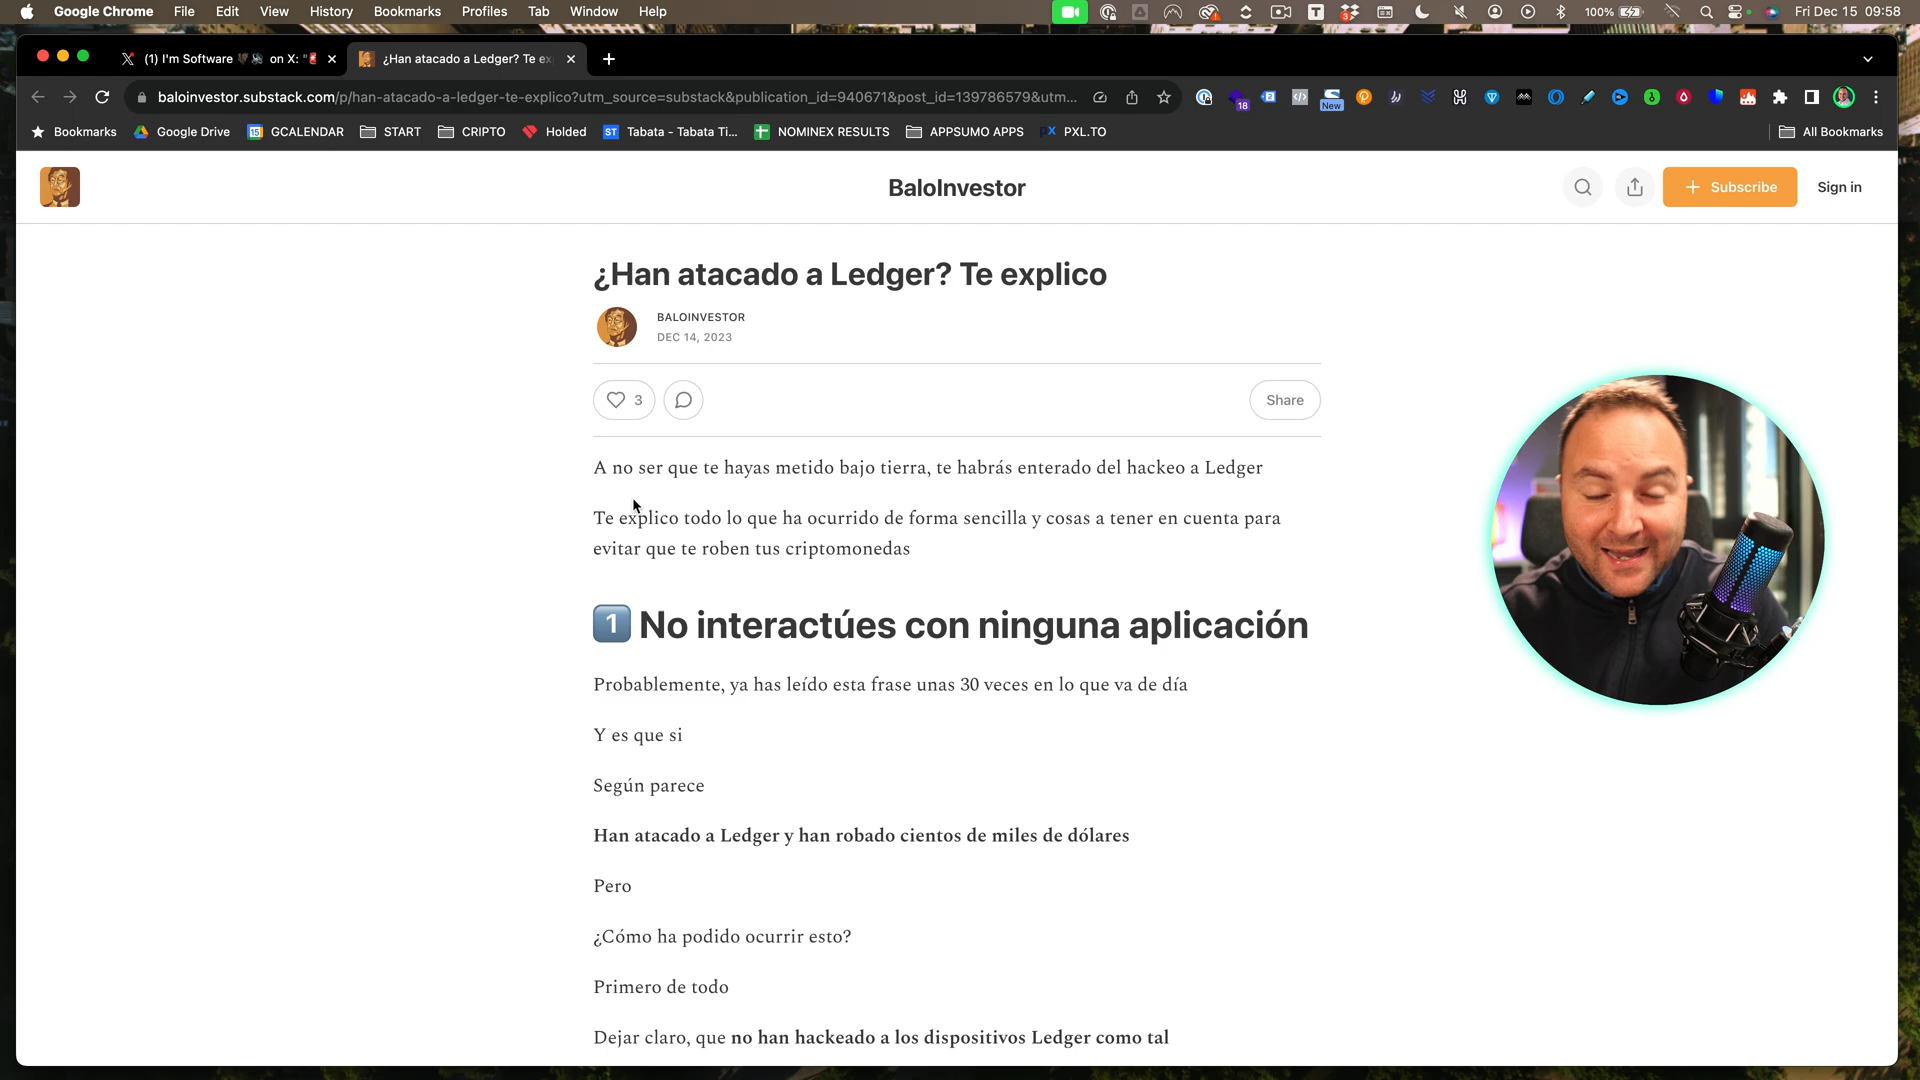 Google Chrome File Edit View History Bookmarks Profiles Tab Window Help 3 100% Fri Dec 15 09:58
(1) I'm Software on X: "
¿Han atacado a Ledger? Te ex
baloinvestor.substack.com/p/han-atacado-a-ledger-te-explico?utm_source=substack&publication_id=940671&post_id=139786579&utm...
18
New
Bookmarks Google Drive GCALENDAR START CRIPTO Holded Tabata - Tabata Ti... NOMINEX RESULTS APPSUMO APPS PXL.TO All Bookmarks
BaloInvestor
Subscribe
Sign in
¿Han atacado a Ledger? Te explico
BALOINVESTOR
DEC 14, 2023
3
Share
A no ser que te hayas metido bajo tierra, te habrás enterado del hackeo a Ledger
Te explico todo lo que ha ocurrido de forma sencilla y cosas a tener en cuenta para
evitar que te roben tus criptomonedas
1 No interactúes con ninguna aplicación
Probablemente, ya has leído esta frase unas 30 veces en lo que va de día
Y es que si
Según parece
Han atacado a Ledger y han robado cientos de miles de dólares
Pero
¿Cómo ha podido ocurrir esto?
Primero de todo
Dejar claro, que no han hackeado a los dispositivos Ledger como tal